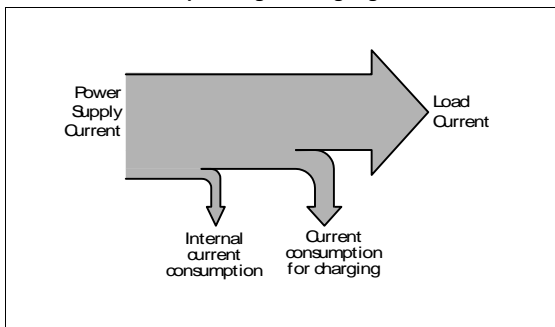 Power
Supply
Current
Load
Current
Internal
current
consumption
Current
consumption
for charging